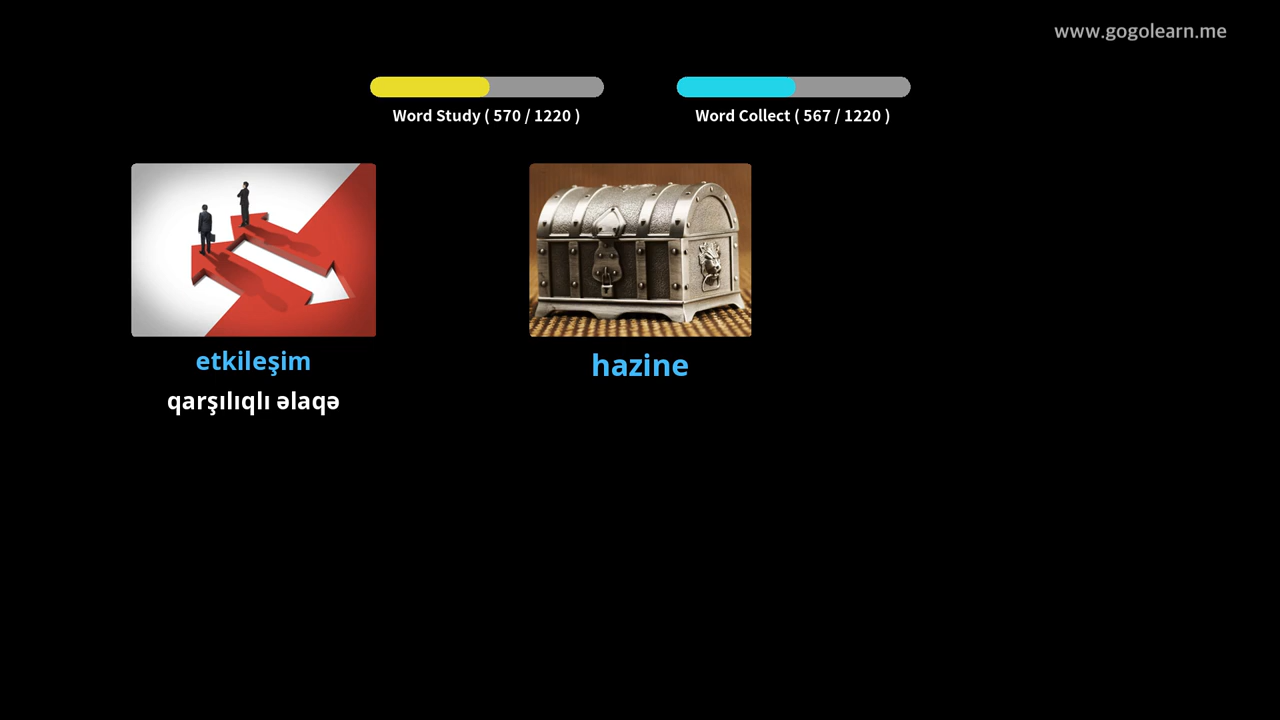 www.gogolearn.me
Word Study ( 570 / 1220 )
Word Collect ( 567 / 1220 )
etkileşim
qarşılıqlı əlaqə
hazine